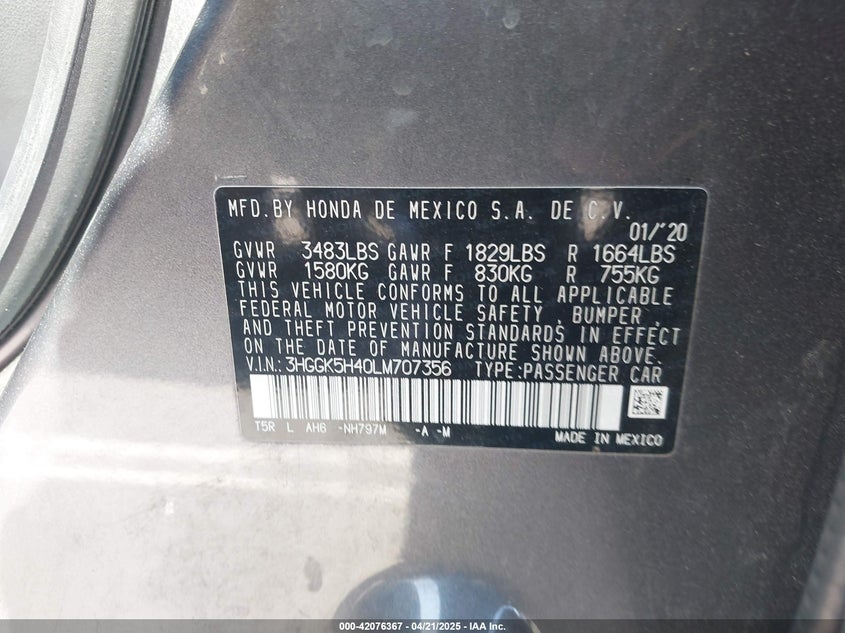 MFD.BY HONDA DE MEXICO S.A. DE C.V.
01/'20
GVWR 3483LBS GAWR F 1829LBS R 1664LBS
GVWR 1580KG GAWR F 830KG R 755KG
THIS VEHICLE CONFORMS TO ALL APPLICABLE
FEDERAL MOTOR VEHICLE SAFETY , BUMPER ,
AND THEFT PREVENTION STANDARDS IN EFFECT
ON THE DATE OF MANUFACTURE SHOWN ABOVE.
V.I.N.: 3HGGK5H40LM707356 TYPE:PASSENGER CAR
T5R L AH6 -NH797M -A -M
MADE IN MEXICO
000-42076367 - 04/21/2025 - IAA Inc.